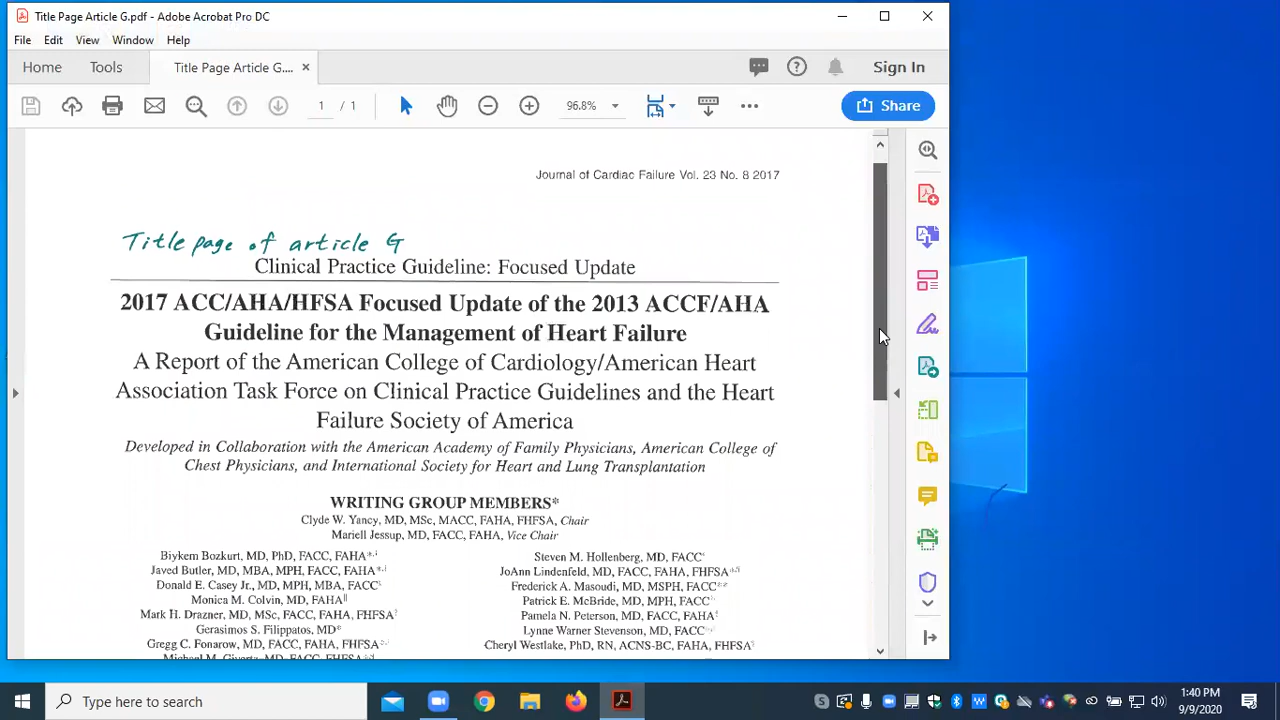 Title Page Article G.pdf - Adobe Acrobat Pro DC
File Edit View Window Help
Home Tools Title Page Article G.... × Sign In
1 / 1 96.8% Share
Journal of Cardiac Failure Vol. 23 No. 8 2017
Title page of article G
Clinical Practice Guideline: Focused Update
2017 ACC/AHA/HFSA Focused Update of the 2013 ACCF/AHA
Guideline for the Management of Heart Failure
A Report of the American College of Cardiology/American Heart
Association Task Force on Clinical Practice Guidelines and the Heart
Failure Society of America
Developed in Collaboration with the American Academy of Family Physicians, American College of
Chest Physicians, and International Society for Heart and Lung Transplantation
WRITING GROUP MEMBERS*
Clyde W. Yancy, MD, MSc, MACC, FAHA, FHFSA, Chair
Mariell Jessup, MD, FACC, FAHA, Vice Chair
Biykem Bozkurt, MD, PhD, FACC, FAHA
Javed Butler, MD, MBA, MPH, FACC, FAHA
Donald E. Casey Jr., MD, MPH, MBA, FACC
Monica M. Colvin, MD, FAHA
Mark H. Drazner, MD, MSc, FACC, FAHA, FHFSA
Gerasimos S. Filippatos, MD*
Gregg C. Fonarow, MD, FACC, FAHA, FHFSA
Michael M. Givertz, MD, FACC, FHFSA
Steven M. Hollenberg, MD, FACC
JoAnn Lindenfeld, MD, FACC, FAHA, FHFSA
Frederick A. Masoudi, MD, MSPH, FACC
Patrick E. McBride, MD, MPH, FACC
Pamela N. Peterson, MD, FACC, FAHA
Lynne Warner Stevenson, MD, FACC
Cheryl Westlake, PhD, RN, ACNS-BC, FAHA, FHFSA
Type here to search
1:40 PM
9/9/2020